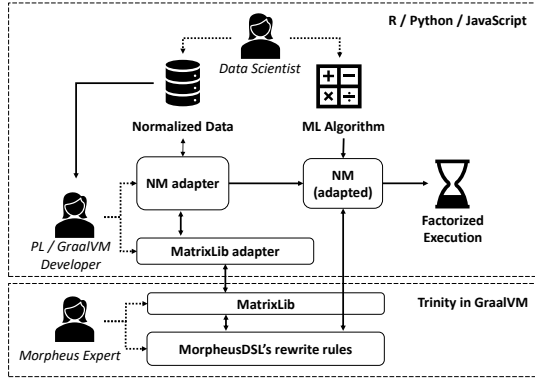 R / Python / JavaScript
Data Scientist
Normalized Data
ML Algorithm
NM adapter
NM
(adapted)
Factorized
Execution
PL / GraalVM
Developer
MatrixLib adapter
MatrixLib
Trinity in GraalVM
Morpheus Expert
MorpheusDSL's rewrite rules